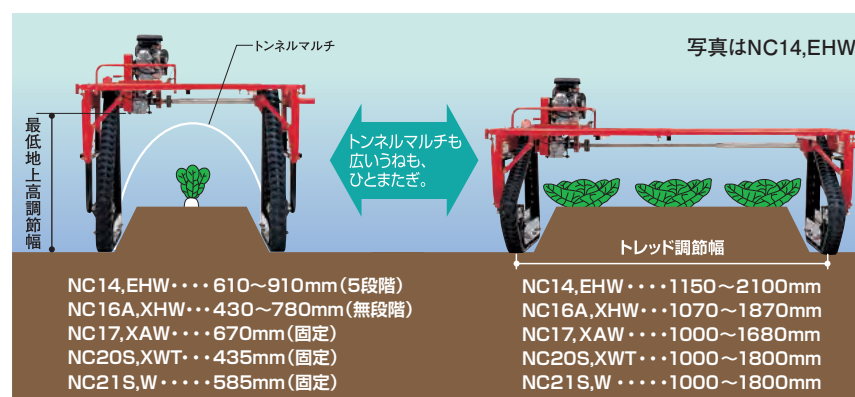 トンネルマルチ
写真はNC14,EHW
最低地上高調節幅
トンネルマルチも
広いうねも、
ひとまたぎ。
トレッド調節幅
NC14,EHW・・・・610〜910mm(5段階)
NC16A,XHW・・・430〜780mm(無段階)
NC17,XAW・・・・670mm(固定)
NC20S,XWT・・・435mm(固定)
NC21S,W・・・・・585mm(固定)
NC14,EHW・・・・1150〜2100mm
NC16A,XHW・・・1070〜1870mm
NC17,XAW・・・・1000〜1680mm
NC20S,XWT・・・1000〜1800mm
NC21S,W・・・・・1000〜1800mm